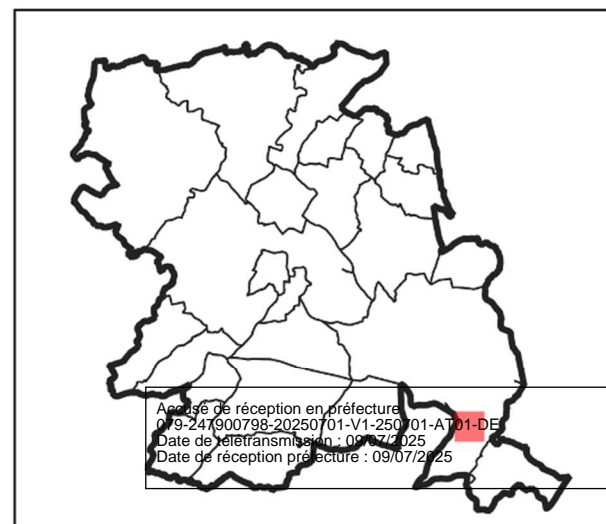 Accusé de réception en préfecture
079-247900798-20250701-V1-250701-AT01-DE
Date de télétransmission : 09/07/2025
Date de réception préfecture : 09/07/2025